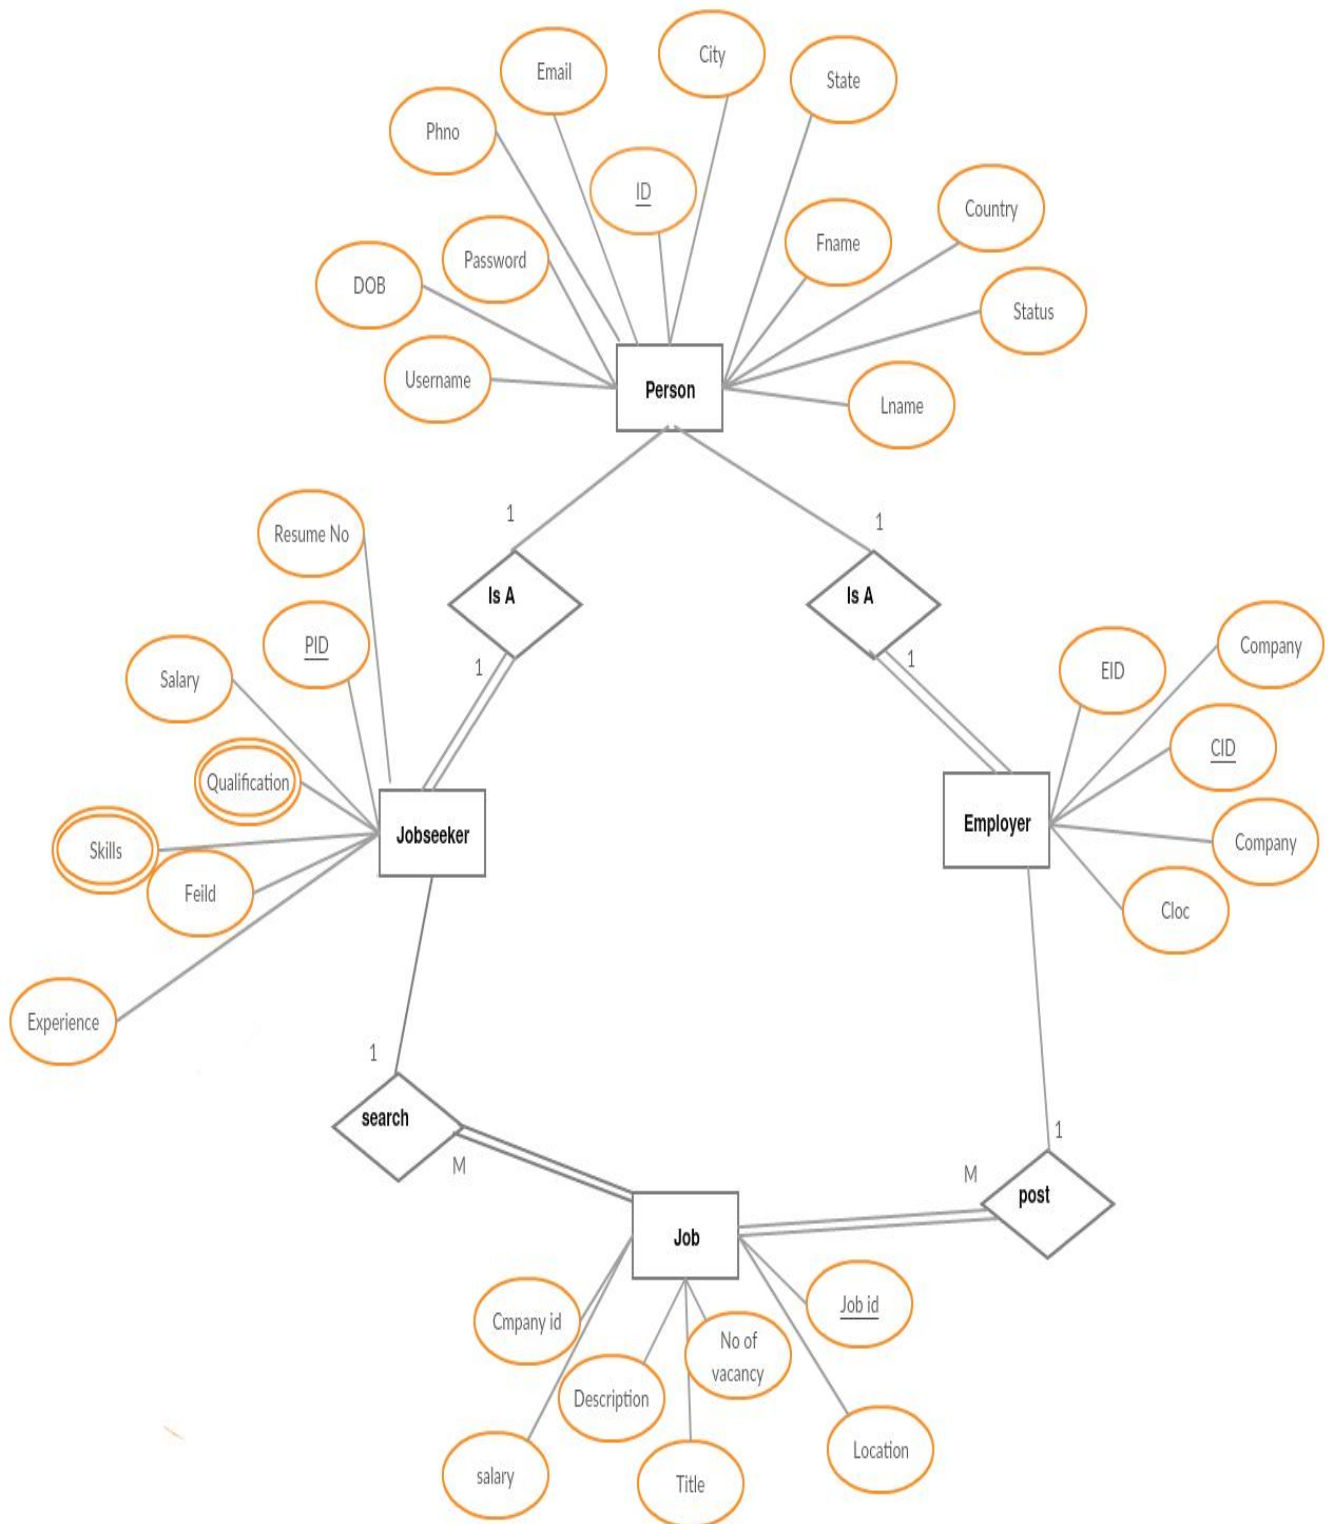 City
Email
State
Phno
ID
Country
Fname
Password
DOB
Status
Username
Person
Lname
1
1
Resume No
Is A
Is A
PID
1
1
Company
EID
Salary
CID
Qualification
Employer
Jobseeker
Company
Skills
Feild
Cloc
Experience
1
search
1
M
M
post
Job
Job id
Cmpany id
No of
vacancy
Description
Location
salary
Title